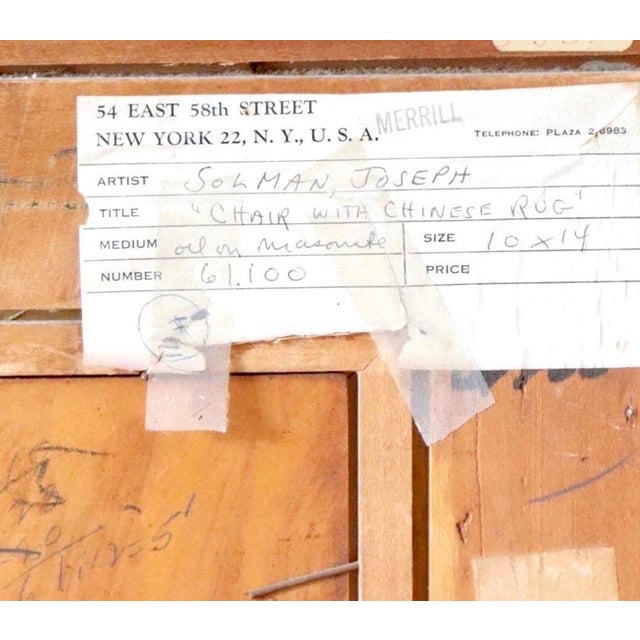 54 EAST 58th STREET
NEW YORK 22, N. Y., U. S. A. MERRILL TELEPHONE: PLAZA 2,6983
ARTIST SOLMAN, JOSEPH
TITLE "CHAIR WITH CHINESE RUG"
MEDIUM oil on masonite SIZE 10 x 14
NUMBER 61.100 PRICE